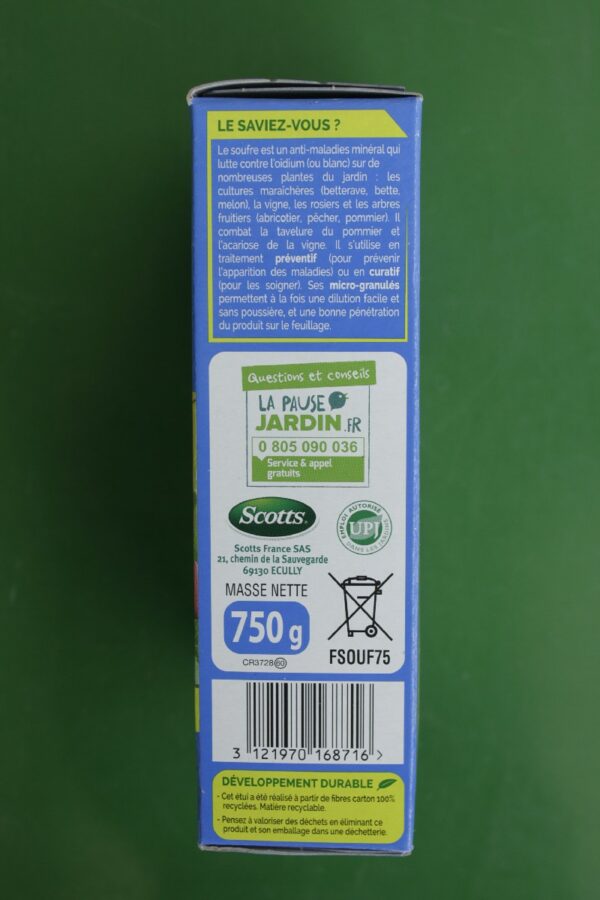 LE SAVIEZ-VOUS ?
Le soufre est un anti-maladies minéral qui
lutte contre l'oïdium (ou blanc) sur de
nombreuses plantes du jardin : les
cultures maraîchères (betterave, bette,
melon), la vigne, les rosiers et les arbres
fruitiers (abricotier, pêcher, pommier). Il
combat la tavelure du pommier et
l'acariose de la vigne. Il s'utilise en
traitement préventif (pour prévenir
l'apparition des maladies) ou en curatif
(pour les soigner). Ses micro-granulés
permettent à la fois une dilution facile et
sans poussière, et une bonne pénétration
du produit sur le feuillage.
Questions et conseils
LA PAUSE
JARDIN.FR
0 805 090 036
Service & appel
gratuits
Scotts
EMPLOI AUTORISÉ
UPJ
DANS LES JARDINS
Scotts France SAS
21, chemin de la Sauvegarde
69130 ECULLY
MASSE NETTE
750 g
CR3728 60
FSOUF75
3 121970 168716 >
DÉVELOPPEMENT DURABLE
- Cet étui a été réalisé à partir de fibres carton 100%
recyclées. Matière recyclable.
- Pensez à valoriser des déchets en éliminant ce
produit et son emballage dans une déchetterie.